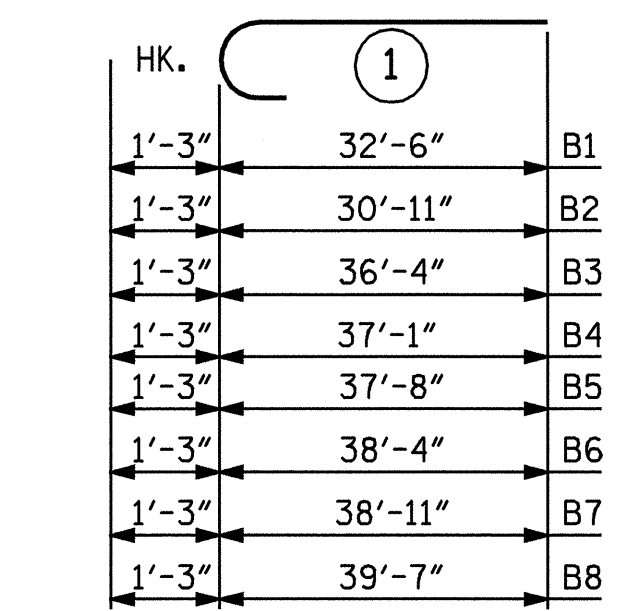 HK. 1
1'-3" 32'-6" B1
1'-3" 30'-11" B2
1'-3" 36'-4" B3
1'-3" 37'-1" B4
1'-3" 37'-8" B5
1'-3" 38'-4" B6
1'-3" 38'-11" B7
1'-3" 39'-7" B8